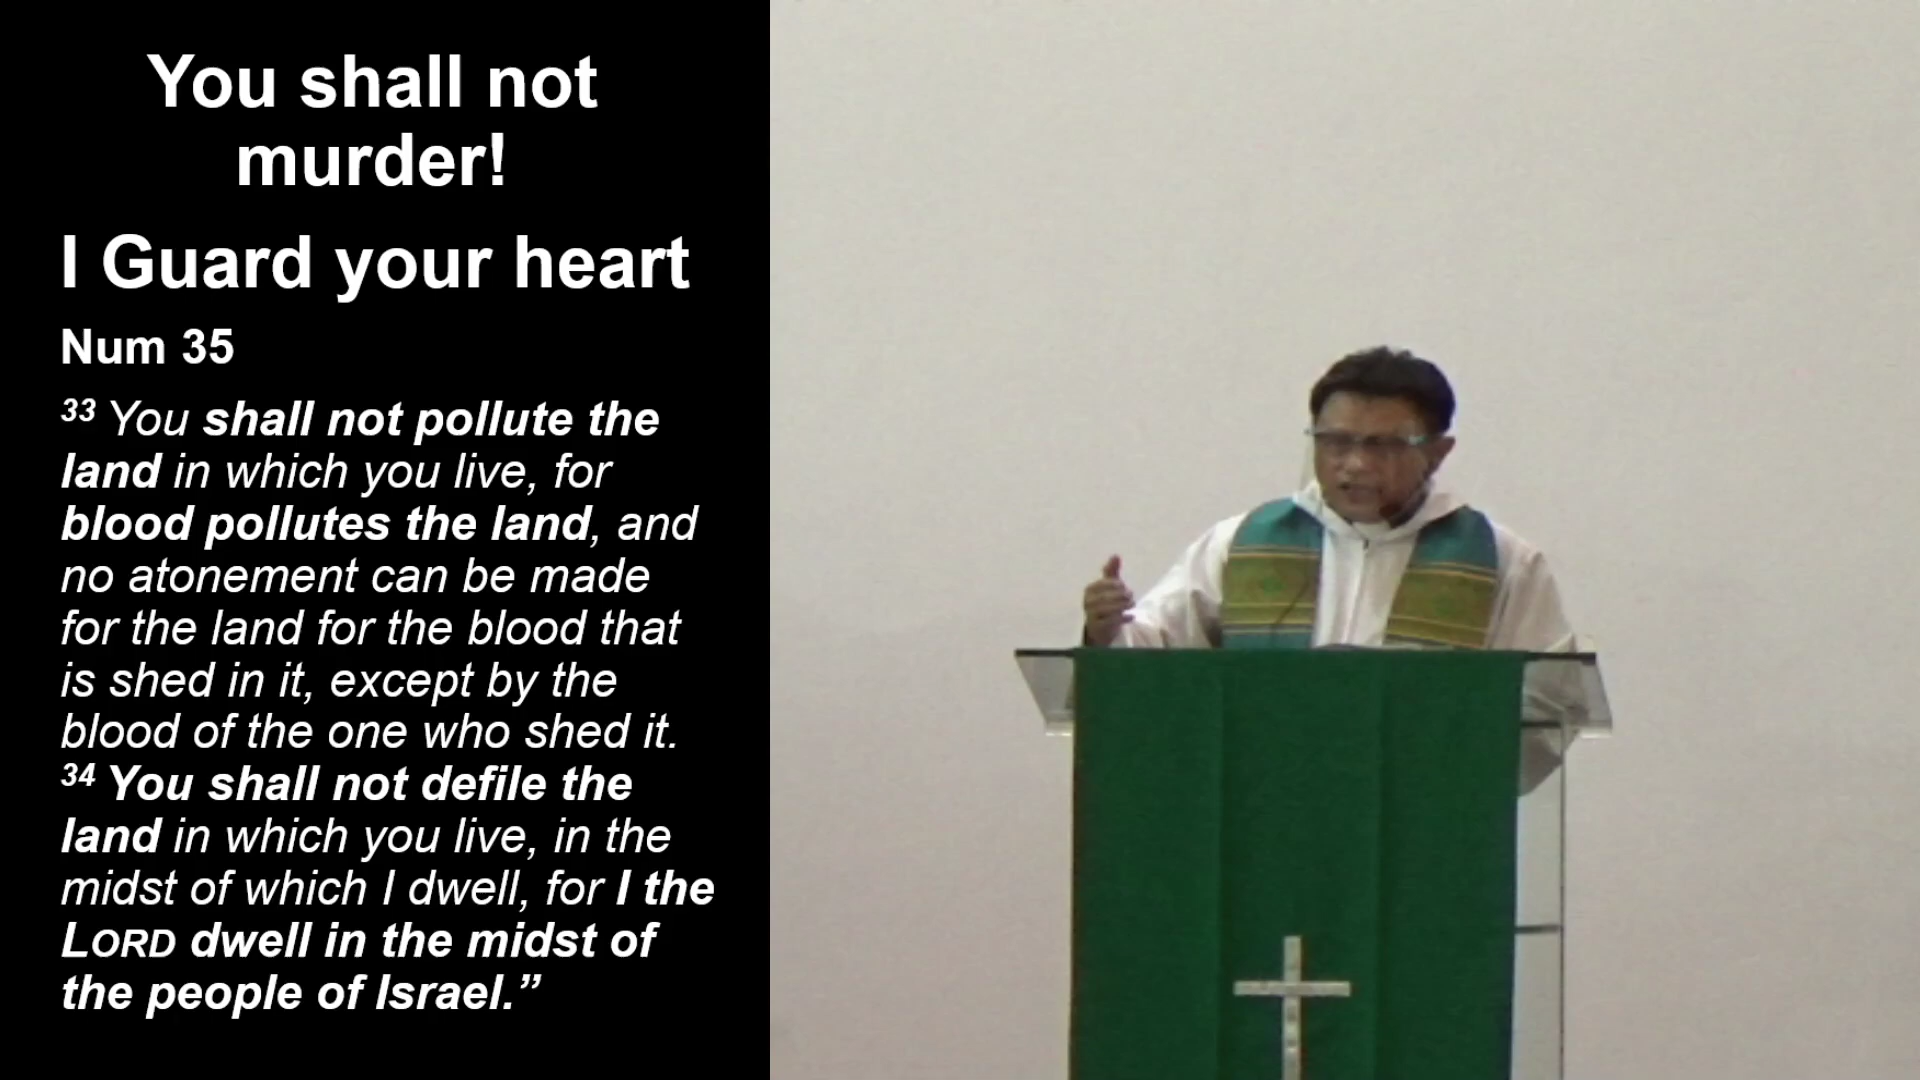 You shall not
murder!
I Guard your heart
Num 35
33 You shall not pollute the
land in which you live, for
blood pollutes the land, and
no atonement can be made
for the land for the blood that
is shed in it, except by the
blood of the one who shed it.
34 You shall not defile the
land in which you live, in the
midst of which I dwell, for I the
LORD dwell in the midst of
the people of Israel.”